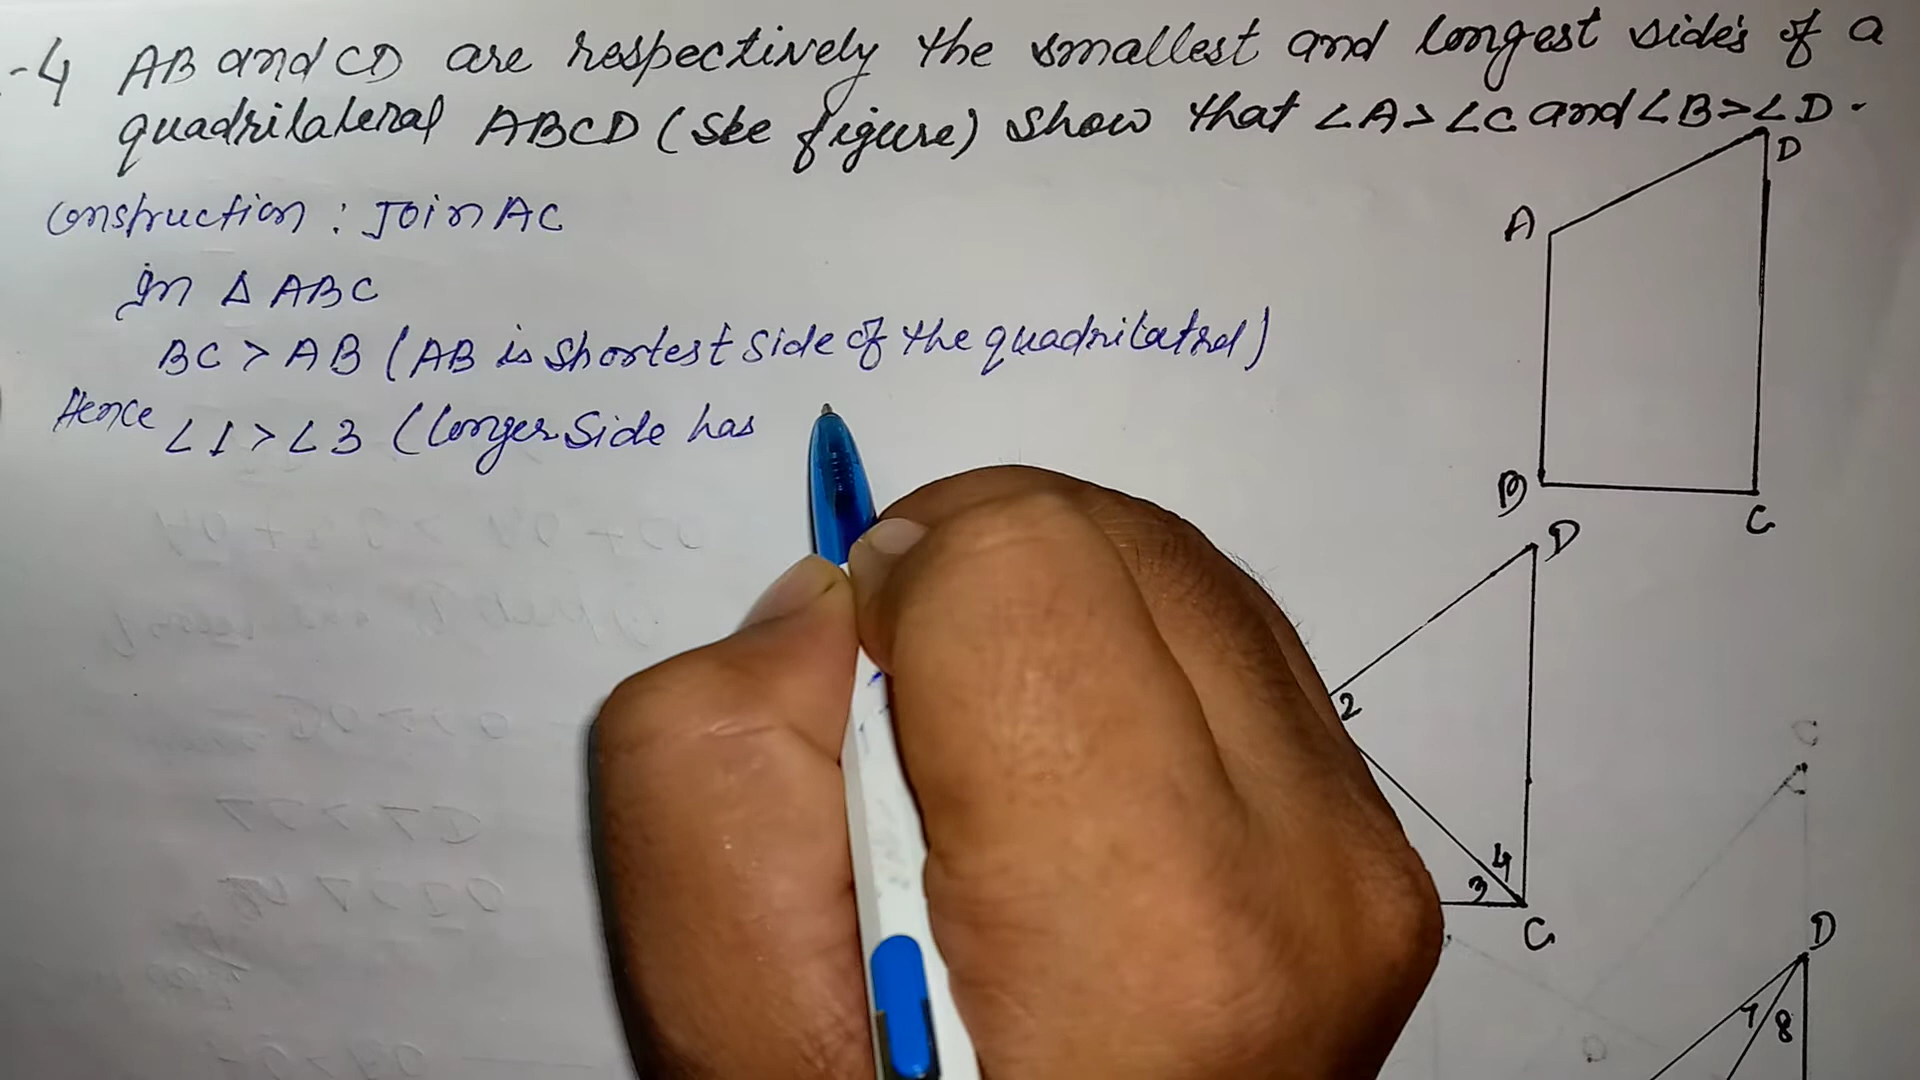 -4 AB and CD are respectively the smallest and longest sides of a
quadrilateral ABCD (See figure) Show that ∠A>∠C and ∠B>∠D.
Construction: Join AC
In Δ ABC
BC > AB (AB is shortest side of the quadrilatral)
Hence ∠1 > ∠3 (longer Side has
D
A
B
C
D
2
4
3
C
D
7
8